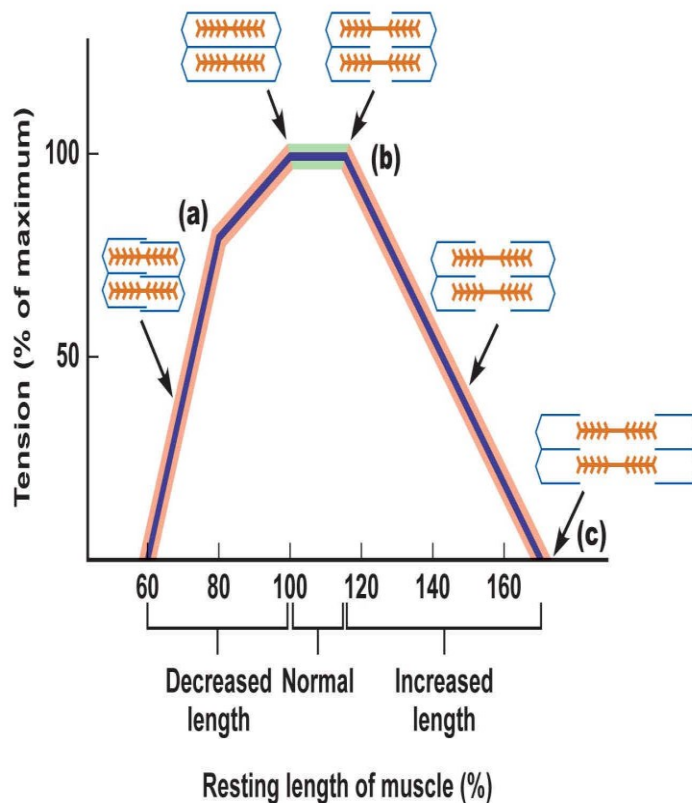 100
(b)
(a)
50
Tension (% of maximum)
(c)
60 80 100 120 140 160
Decreased length
Normal
Increased length
Resting length of muscle (%)